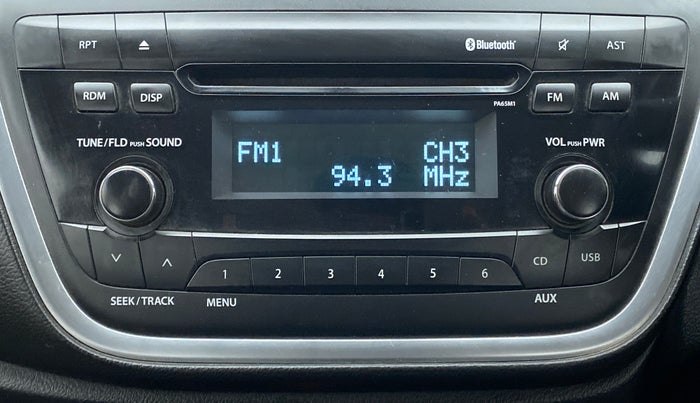 RPT
Bluetooth
AST
RDM
DISP
PA65M1
FM
AM
TUNE/FLD PUSH SOUND
VOL PUSH PWR
FM1 CH3
94.3 MHz
1 2 3 4 5 6
CD
USB
SEEK/TRACK
MENU
AUX